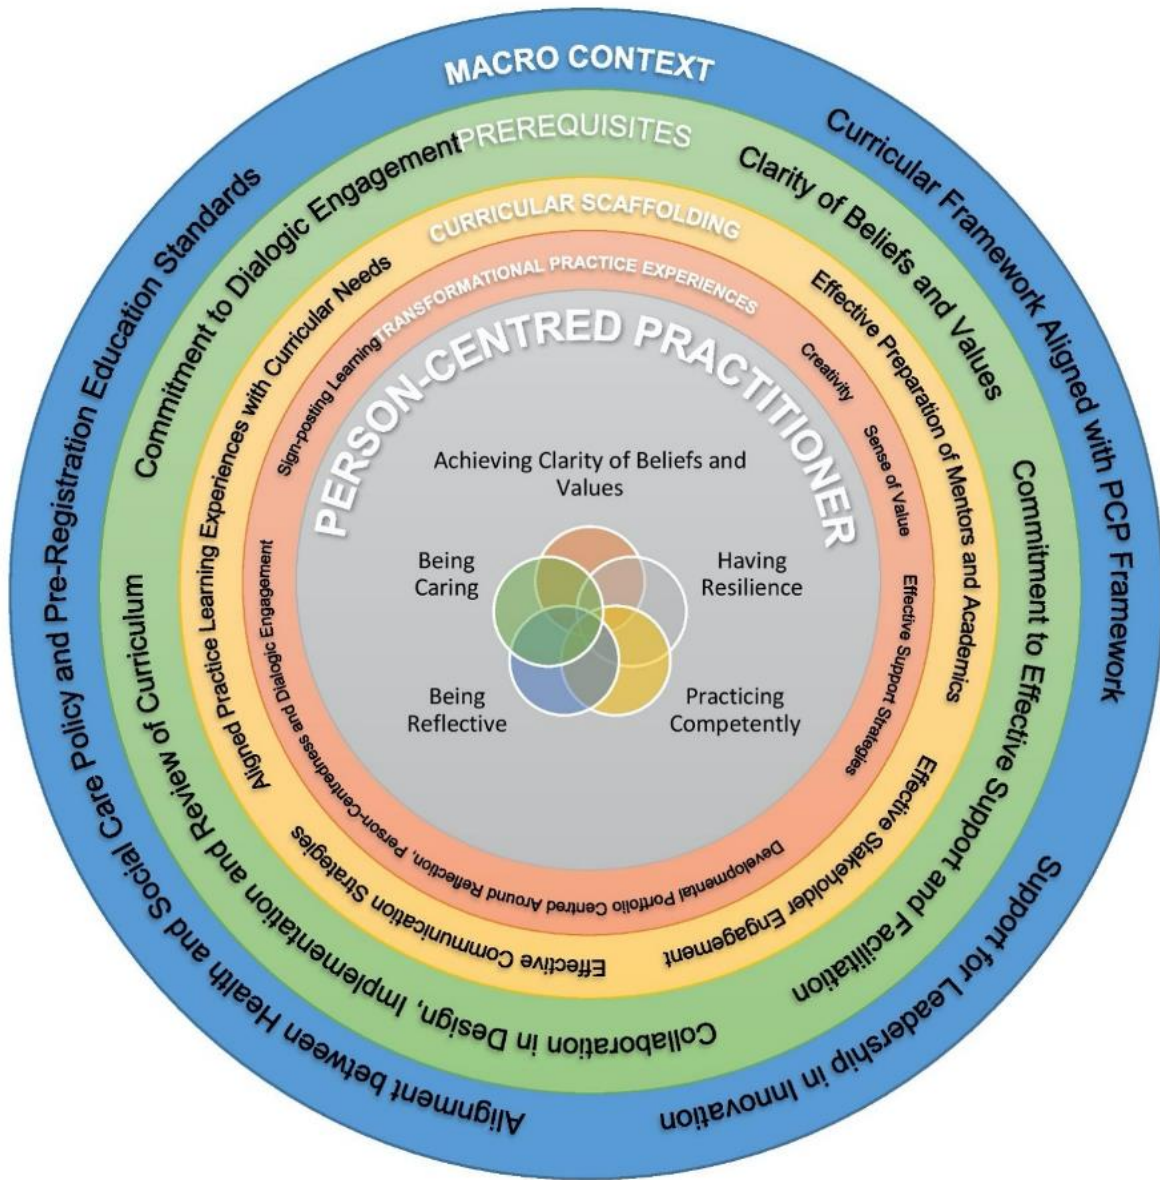 MACRO CONTEXT
Curricular Framework Aligned with PCP Framework
Support for Leadership in Innovation
Alignment between Health and Social Care Policy and Pre-Registration Education Standards
PREREQUISITES
Clarity of Beliefs and Values
Commitment to Effective Support and Facilitation
Collaboration in Design, Implementation and Review of Curriculum
Commitment to Dialogic Engagement
CURRICULAR SCAFFOLDING
Effective Preparation of Mentors and Academics
Effective Stakeholder Engagement
Effective Communication Strategies
Aligned Practice Learning Experiences with Curricular Needs
TRANSFORMATIONAL PRACTICE EXPERIENCES
Creativity
Sense of Value
Effective Support Strategies
Developmental Portfolio Centred Around Reflection, Person-Centredness and Dialogic Engagement
Sign-posting Learning
PERSON-CENTRED PRACTITIONER
Achieving Clarity of Beliefs and
Values
Being
Caring
Having
Resilience
Being
Reflective
Practicing
Competently